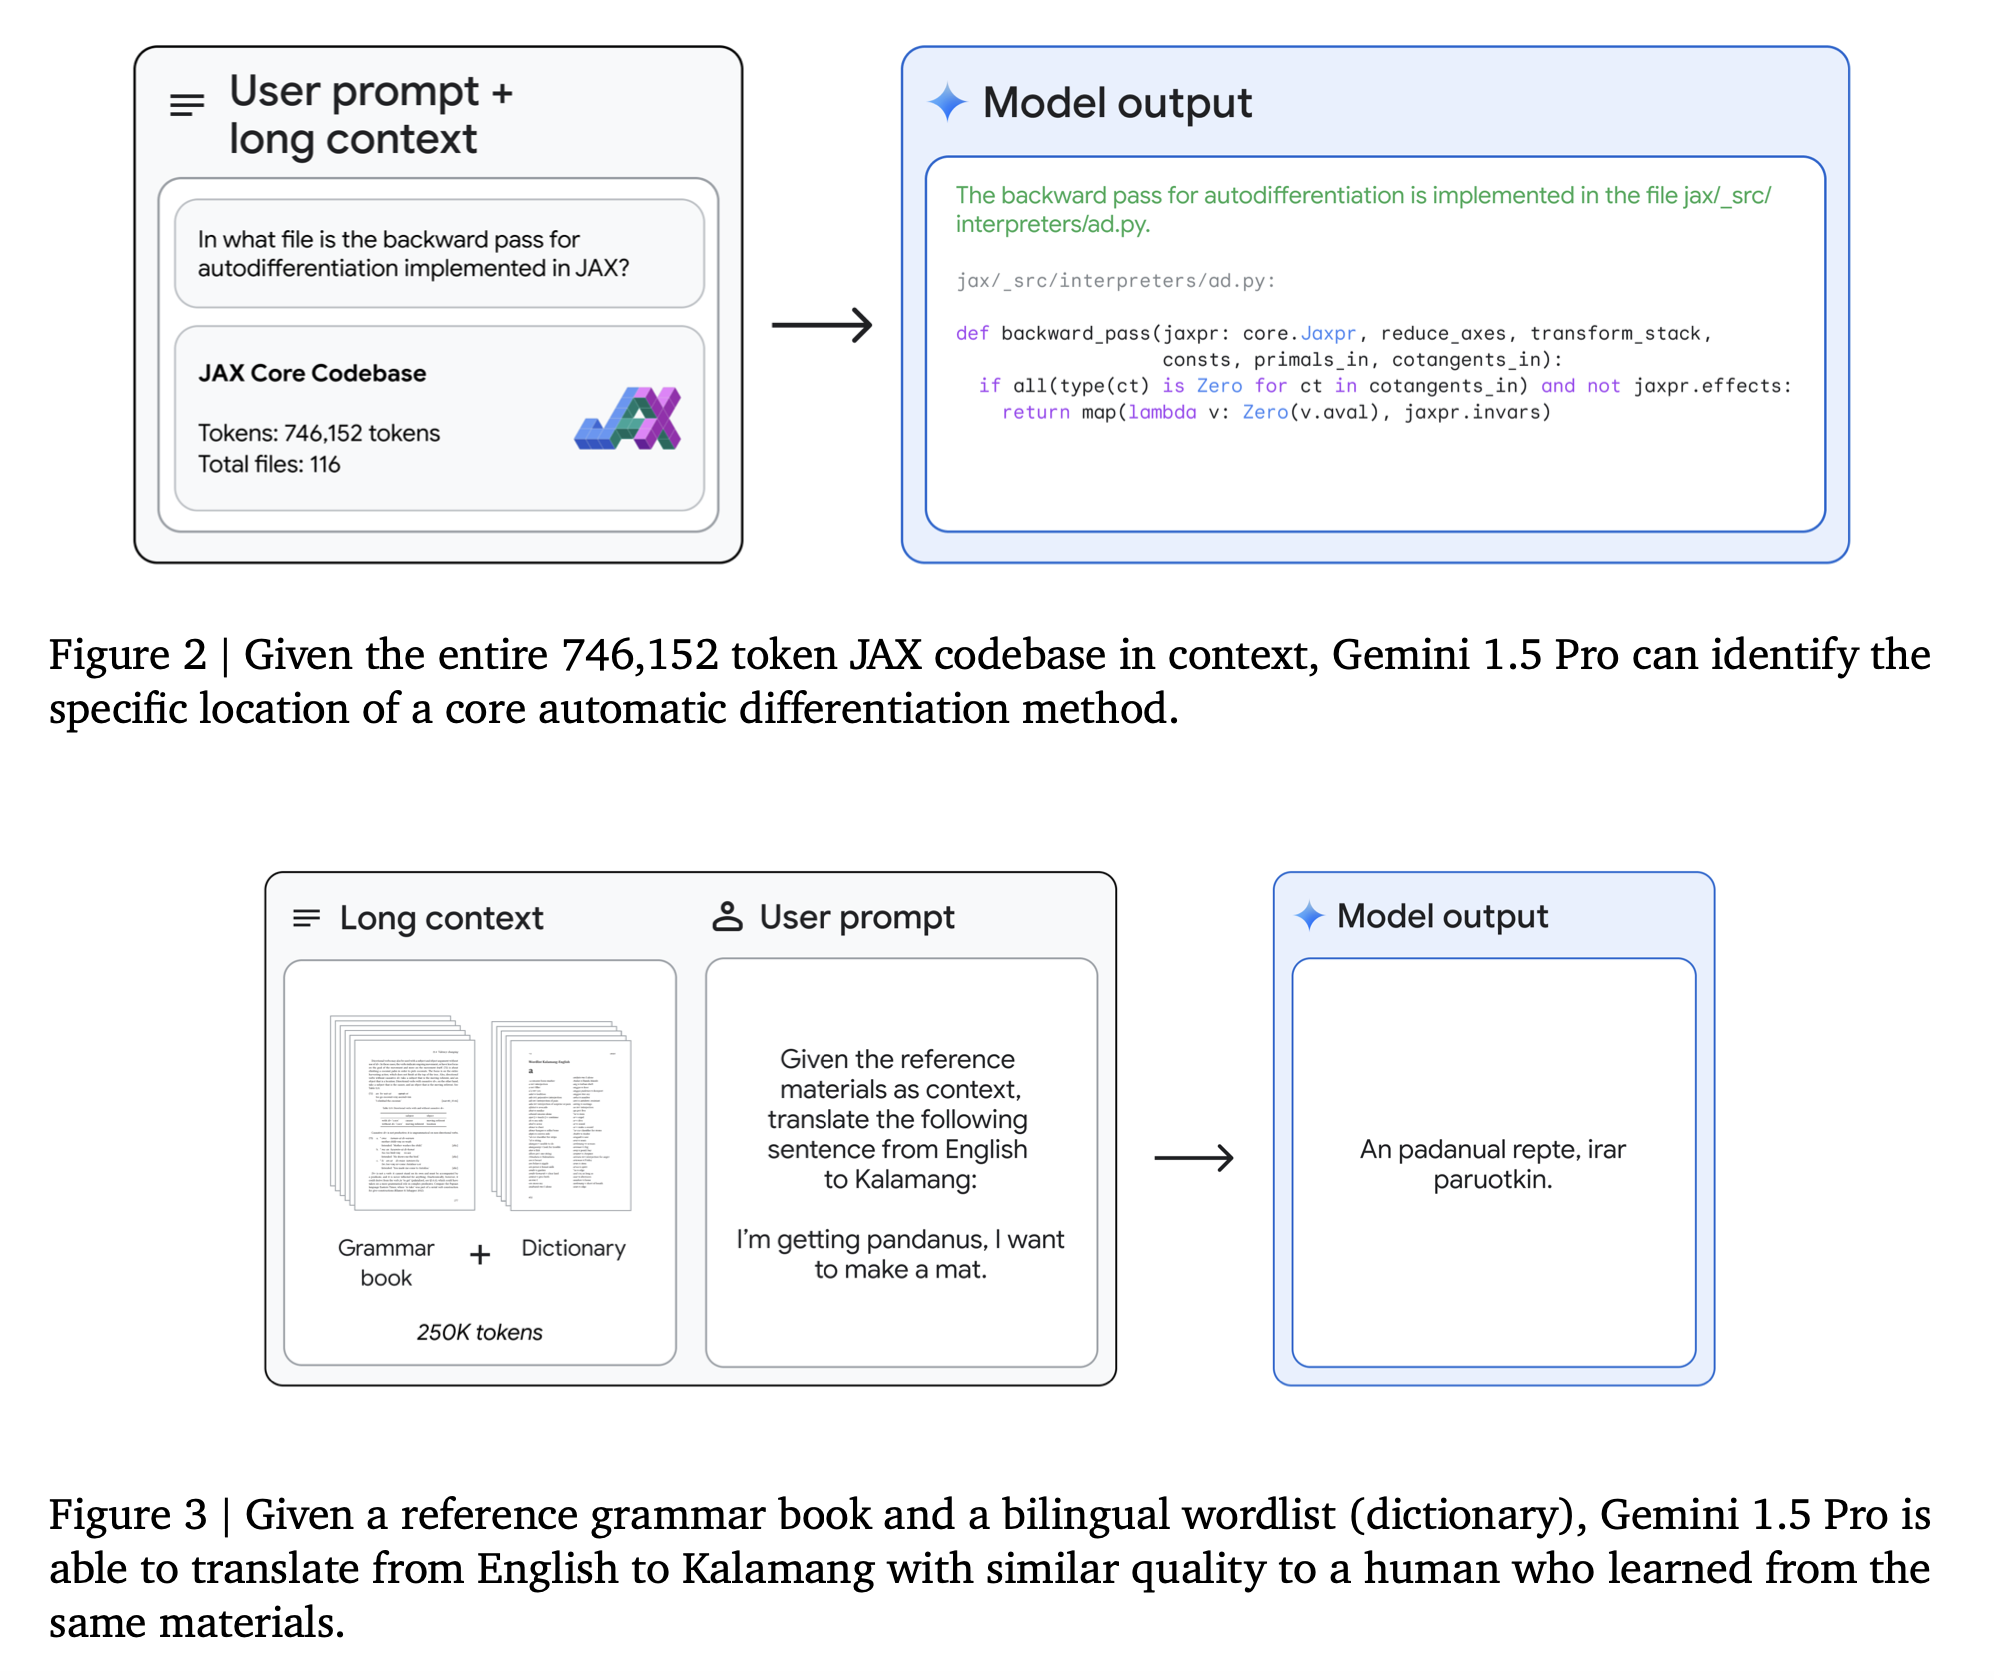 User prompt +
long context
In what file is the backward pass for
autodifferentiation implemented in JAX?
JAX Core Codebase
Tokens: 746,152 tokens
Total files: 116
JAX
Model output
The backward pass for autodifferentiation is implemented in the file jax/_src/
interpreters/ad.py.
jax/_src/interpreters/ad.py:
def backward_pass(jaxpr: core.Jaxpr, reduce_axes, transform_stack,
consts, primals_in, cotangents_in):
if all(type(ct) is Zero for ct in cotangents_in) and not jaxpr.effects:
return map(lambda v: Zero(v.aval), jaxpr.invars)
Figure 2 | Given the entire 746,152 token JAX codebase in context, Gemini 1.5 Pro can identify the
specific location of a core automatic differentiation method.
Long context
Grammar
book
+
Dictionary
250K tokens
User prompt
Given the reference
materials as context,
translate the following
sentence from English
to Kalamang:
I'm getting pandanus, I want
to make a mat.
Model output
An padanual repte, irar
paruotkin.
Figure 3 | Given a reference grammar book and a bilingual wordlist (dictionary), Gemini 1.5 Pro is
able to translate from English to Kalamang with similar quality to a human who learned from the
same materials.